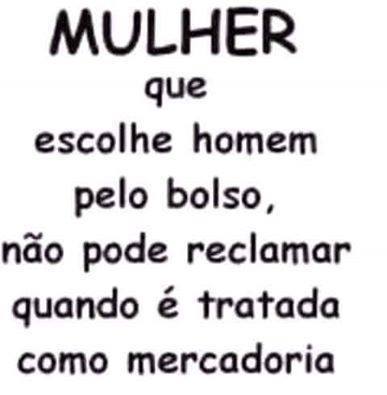 MULHER
que
escolhe homem
pelo bolso,
não pode reclamar
quando é tratada
como mercadoria